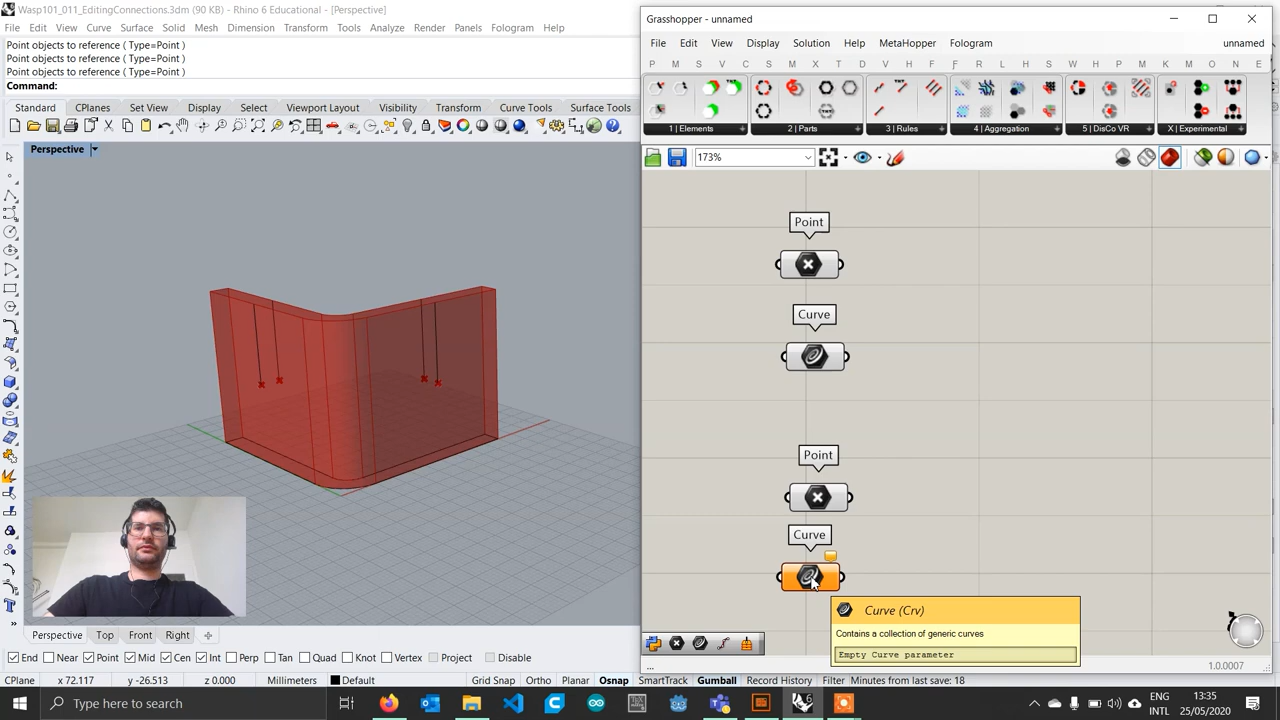 Wasp101_011_EditingConnections.3dm (90 KB) - Rhino 6 Educational - [Perspective]
File Edit View Curve Surface Solid Mesh Dimension Transform Tools Analyze Render Panels Fologram Help
Point objects to reference ( Type=Point )
Point objects to reference ( Type=Point )
Point objects to reference ( Type=Point )
Command:
Standard CPlanes Set View Display Select Viewport Layout Visibility Transform Curve Tools Surface Tools
Perspective
Perspective Top Front Right
End Near Point Mid Cen Int Perp Tan Quad Knot Vertex Project Disable
CPlane x 72.117 y -26.513 z 0.000 Millimeters Default Grid Snap Ortho Planar Osnap SmartTrack Gumball Record History Filter Minutes from last save: 18
Grasshopper - unnamed
File Edit View Display Solution Help MetaHopper Fologram unnamed
P M S V C S I M X T D V R A P U L H F S W D M K M O N E
1 | Elements 2 | Parts 3 | Rules 4 | Aggregation 5 | DisCo VR X | Experimental
173%
Point
Curve
Point
Curve
Curve (Crv)
Contains a collection of generic curves
Empty Curve parameter
...
1.0.0007
Type here to search
ENG
INTL
13:35
25/05/2020